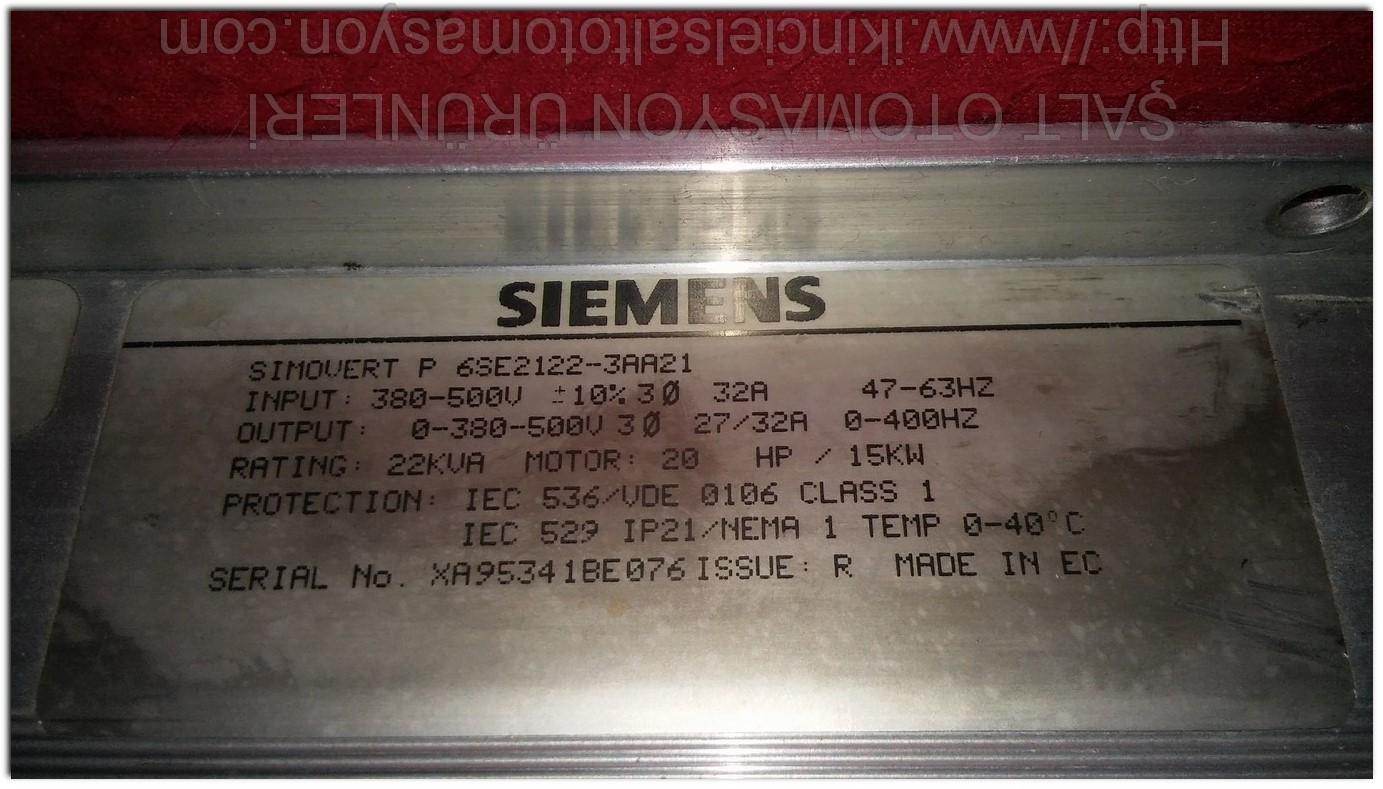 Http://www.ikincielsaltotomasyon.com
ŞALT OTOMASYON ÜRÜNLERİ
SIEMENS
SIMOVERT P 6SE2122-3AA21
INPUT: 380-500V ±10% 3Ø 32A 47-63HZ
OUTPUT: 0-380-500V 3Ø 27/32A 0-400HZ
RATING: 22KVA MOTOR: 20 HP / 15KW
PROTECTION: IEC 536/VDE 0106 CLASS 1
IEC 529 IP21/NEMA 1 TEMP 0-40°C
SERIAL No. XA95341BE076 ISSUE: R MADE IN EC